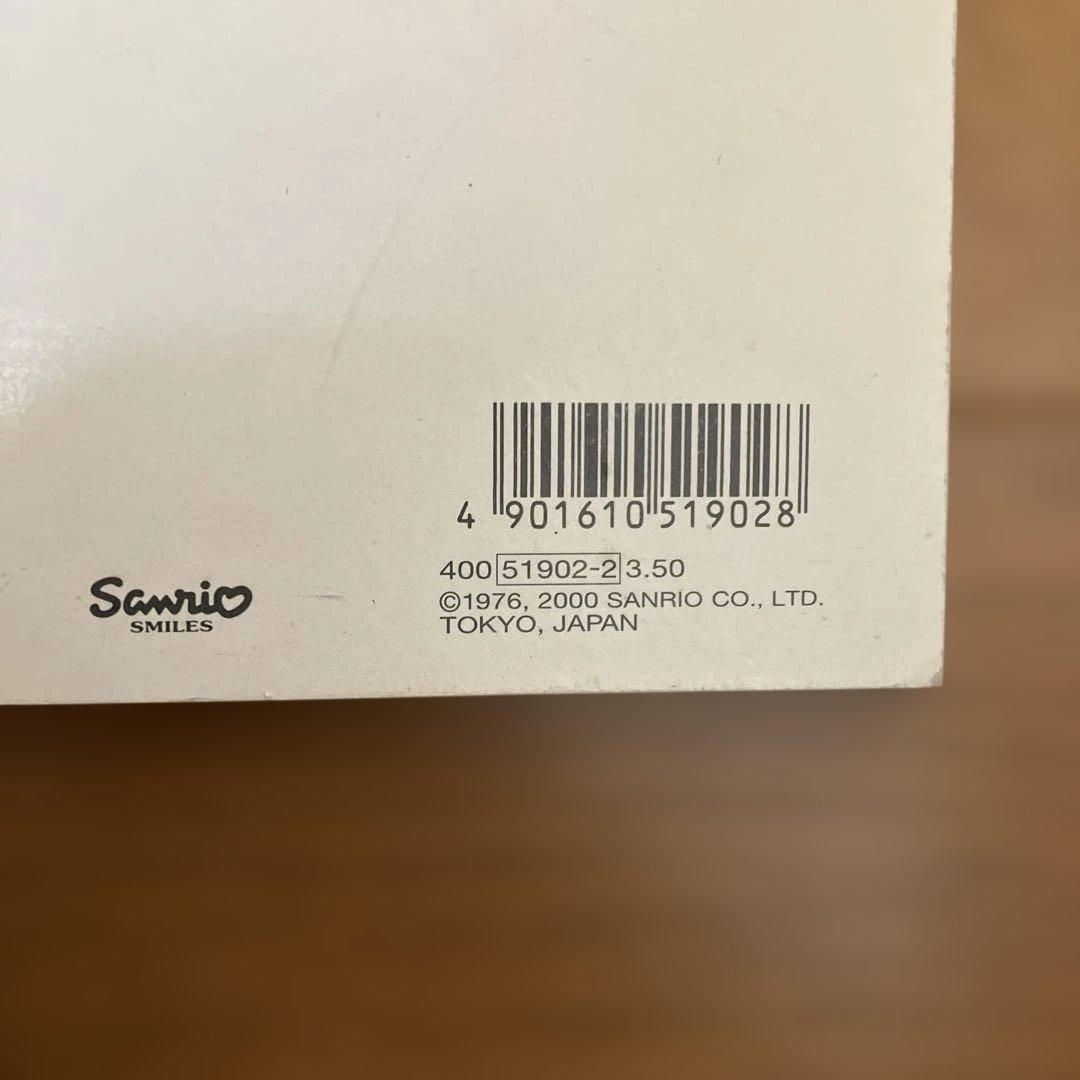 4 901610 519028
400 51902-2 3.50
©1976, 2000 SANRIO CO., LTD.
TOKYO, JAPAN
Sanrio
SMILES